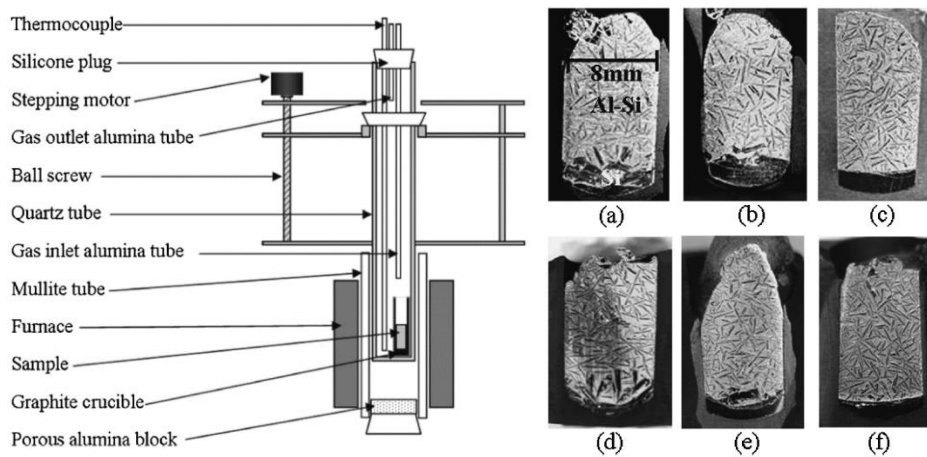 Thermocouple
Silicone plug
Stepping motor
Gas outlet alumina tube
Ball screw
Quartz tube
Gas inlet alumina tube
Mullite tube
Furnace
Sample
Graphite crucible
Porous alumina block
8mm
Al-Si
Si
(a)
(b)
(c)
(d)
(e)
(f)